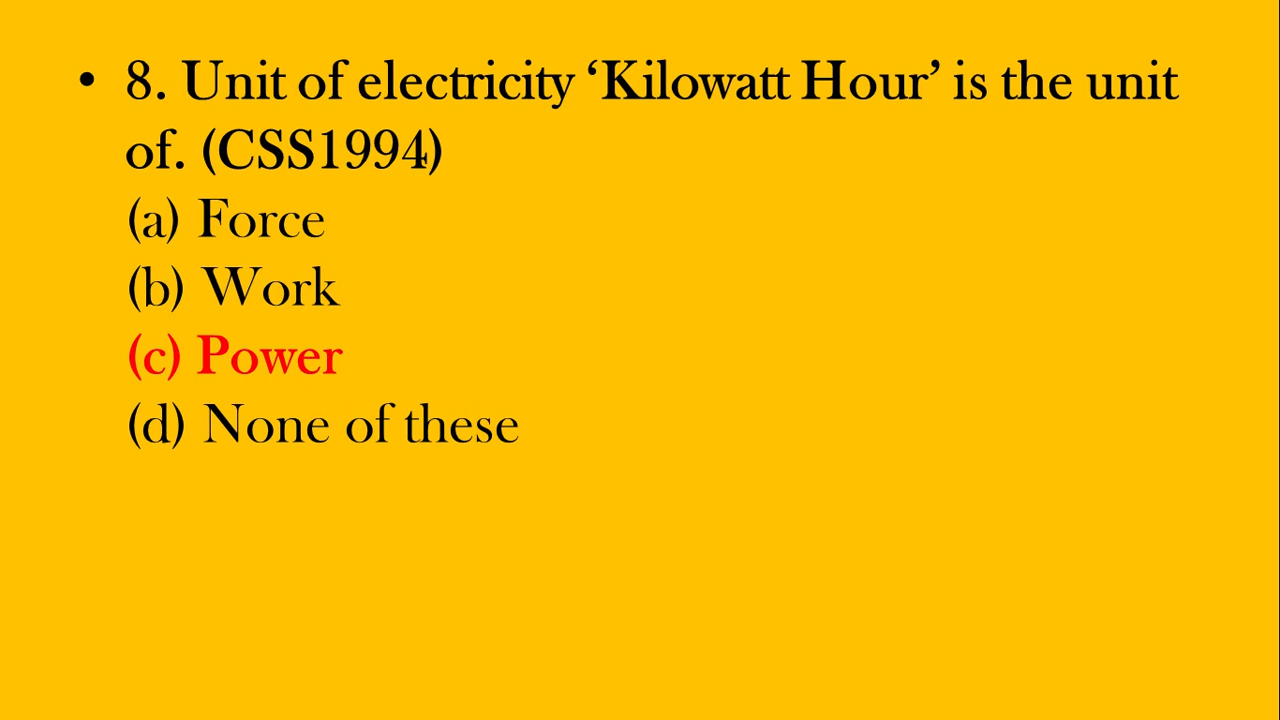 • 8. Unit of electricity ‘Kilowatt Hour’ is the unit
of. (CSS1994)
(a) Force
(b) Work
(c) Power
(d) None of these